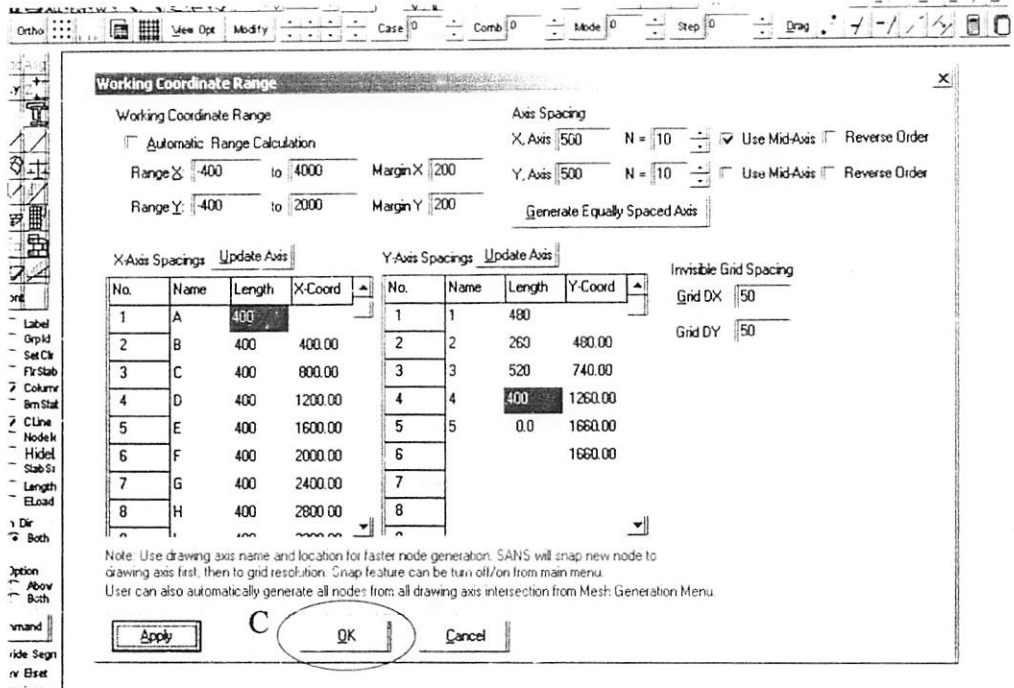 Ortho View Opt Modify Case 0 Comb 0 Mode 0 Step 0 Drag
Working Coordinate Range X
Working Coordinate Range
Automatic Range Calculation
Range X: -400 to 4000 Margin X 200
Range Y: -400 to 2000 Margin Y 200
Axis Spacing
X, Axis 500 N = 10 Use Mid-Axis Reverse Order
Y, Axis 500 N = 10 Use Mid-Axis Reverse Order
Generate Equally Spaced Axis
X-Axis Spacings Update Axis
No. Name Length X-Coord
1 A 400
2 B 400 400.00
3 C 400 800.00
4 D 400 1200.00
5 E 400 1600.00
6 F 400 2000.00
7 G 400 2400.00
8 H 400 2800.00
Y-Axis Spacings Update Axis
No. Name Length Y-Coord
1 1 480
2 2 260 480.00
3 3 520 740.00
4 4 400 1260.00
5 5 0.0 1660.00
6 1660.00
7
8
Invisible Grid Spacing
Grid DX 50
Grid DY 50
Note: Use drawing axis name and location for faster node generation. SANS will snap new node to
drawing axis first, then to grid resolution. Snap feature can be turn off/on from main menu.
User can also automatically generate all nodes from all drawing axis intersection from Mesh Generation Menu.
Apply C OK Cancel
Label
Grp Id
Set Clr
Flr Slab
Column
Bm Slab
C Line
Length
ELoad
Dir
Both
Option
Abov
Both